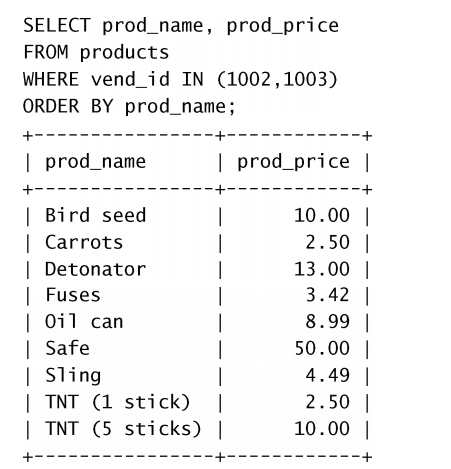 SELECT prod_name, prod_price
FROM products
WHERE vend_id IN (1002,1003)
ORDER BY prod_name;
+----------------+------------+
| prod_name      | prod_price |
+----------------+------------+
| Bird seed      |      10.00 |
| Carrots        |       2.50 |
| Detonator      |      13.00 |
| Fuses          |       3.42 |
| Oil can        |       8.99 |
| Safe           |      50.00 |
| Sling          |       4.49 |
| TNT (1 stick)  |       2.50 |
| TNT (5 sticks) |      10.00 |
+----------------+------------+